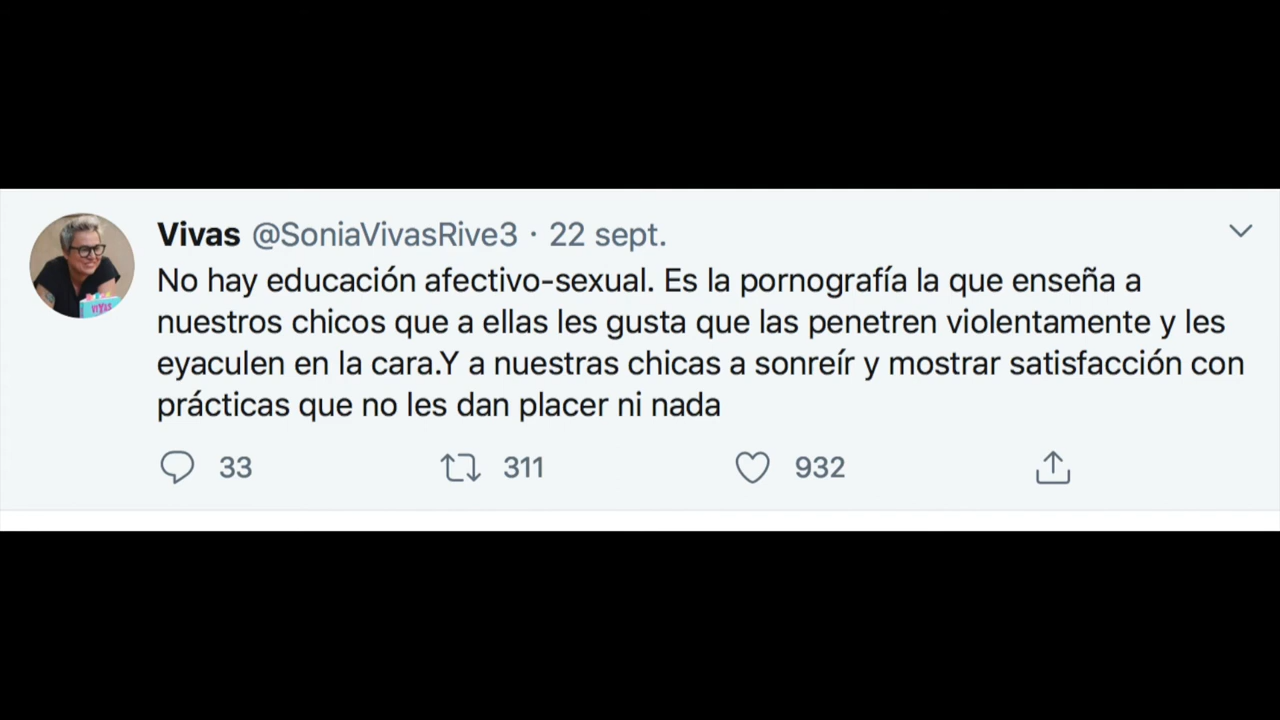 Vivas @SoniaVivasRive3 · 22 sept.
No hay educación afectivo-sexual. Es la pornografía la que enseña a
nuestros chicos que a ellas les gusta que las penetren violentamente y les
eyaculen en la cara.Y a nuestras chicas a sonreír y mostrar satisfacción con
prácticas que no les dan placer ni nada
33 311 932
VIVAS